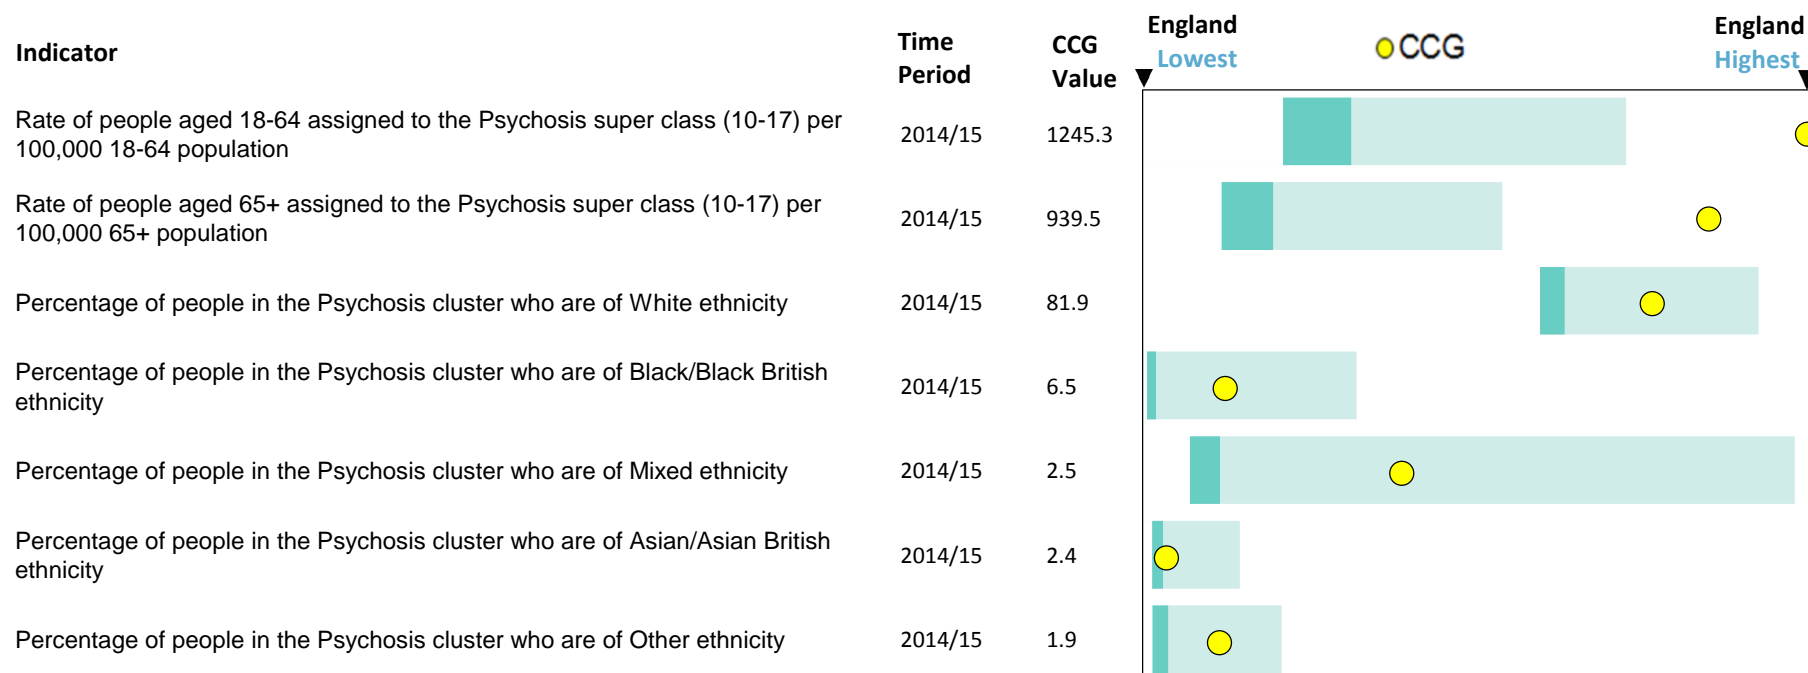 Indicator
Time
Period
CCG
Value
England
Lowest
CCG
England
Highest
Rate of people aged 18-64 assigned to the Psychosis super class (10-17) per
100,000 18-64 population
2014/15
1245.3
Rate of people aged 65+ assigned to the Psychosis super class (10-17) per
100,000 65+ population
2014/15
939.5
Percentage of people in the Psychosis cluster who are of White ethnicity
2014/15
81.9
Percentage of people in the Psychosis cluster who are of Black/Black British
ethnicity
2014/15
6.5
Percentage of people in the Psychosis cluster who are of Mixed ethnicity
2014/15
2.5
Percentage of people in the Psychosis cluster who are of Asian/Asian British
ethnicity
2014/15
2.4
Percentage of people in the Psychosis cluster who are of Other ethnicity
2014/15
1.9